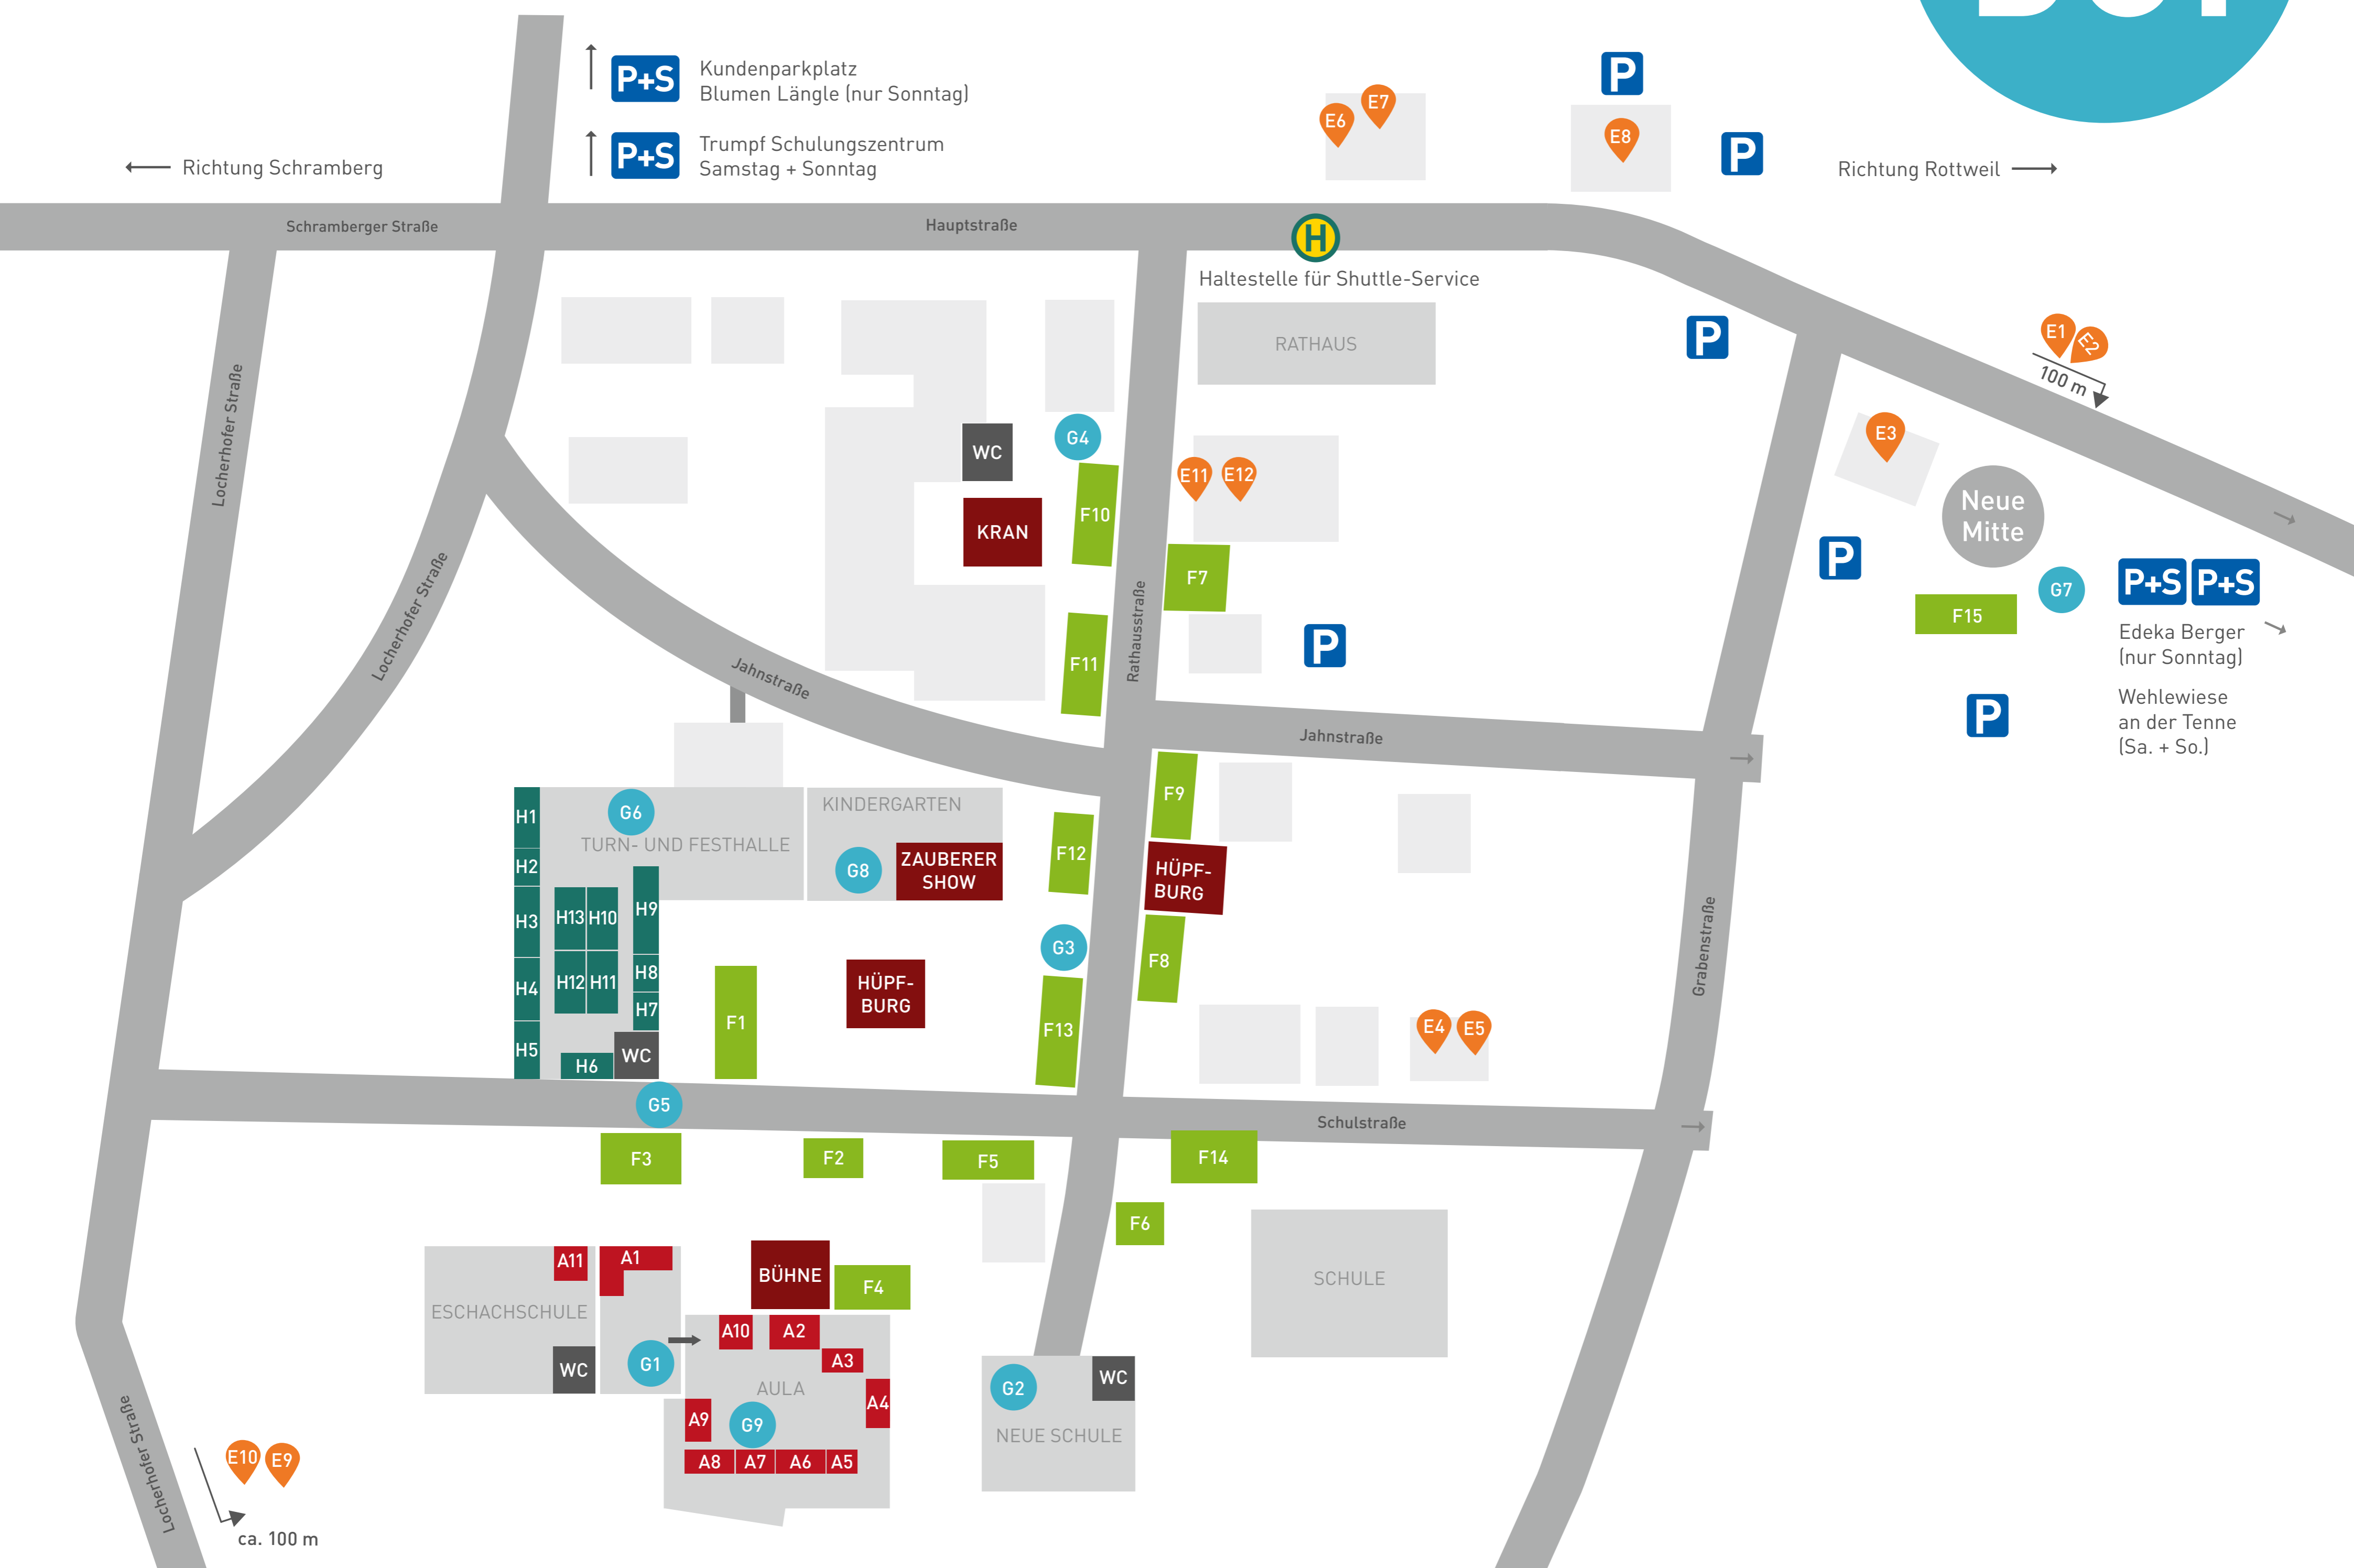 P+S
Kundenparkplatz
Blumen Längle (nur Sonntag)
P+S
Trumpf Schulungszentrum
Samstag + Sonntag
Richtung Schramberg
E6
E7
P
E8
P
Richtung Rottweil
Schramberger Straße
Hauptstraße
H
Haltestelle für Shuttle-Service
RATHAUS
P
E1
E2
100 m
Locherhofer Straße
WC
G4
E11
E12
E3
Neue
Mitte
KRAN
F10
F7
P
G7
P+S
P+S
F15
Edeka Berger
(nur Sonntag)
Wehlewiese
an der Tenne
(Sa. + So.)
P
Locherhofer Straße
Jahnstraße
F11
Rathausstraße
P
Jahnstraße
H1
G6
TURN- UND FESTHALLE
KINDERGARTEN
G8
ZAUBERER
SHOW
F12
F9
HÜPF-
BURG
H2
H3
H13
H10
H9
G3
F8
Grabenstraße
H4
H12
H11
H8
H7
F1
HÜPF-
BURG
F13
E4
E5
H5
H6
WC
G5
Schulstraße
F3
F2
F5
F14
F6
A11
A1
BÜHNE
F4
ESCHACHSCHULE
SCHULE
WC
G1
A10
A2
A3
AULA
A4
A9
G9
A8
A7
A6
A5
G2
WC
NEUE SCHULE
Locherhofer Straße
E10
E9
ca. 100 m